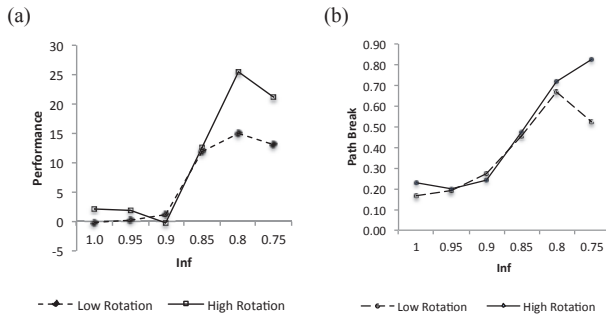 (a)
30
25
20
15
10
5
0
-5
Performance
1.0 0.95 0.9 0.85 0.8 0.75
Inf
Low Rotation High Rotation
(b)
0.90
0.80
0.70
0.60
0.50
0.40
0.30
0.20
0.10
0.00
Path Break
1 0.95 0.9 0.85 0.8 0.75
Inf
Low Rotation High Rotation